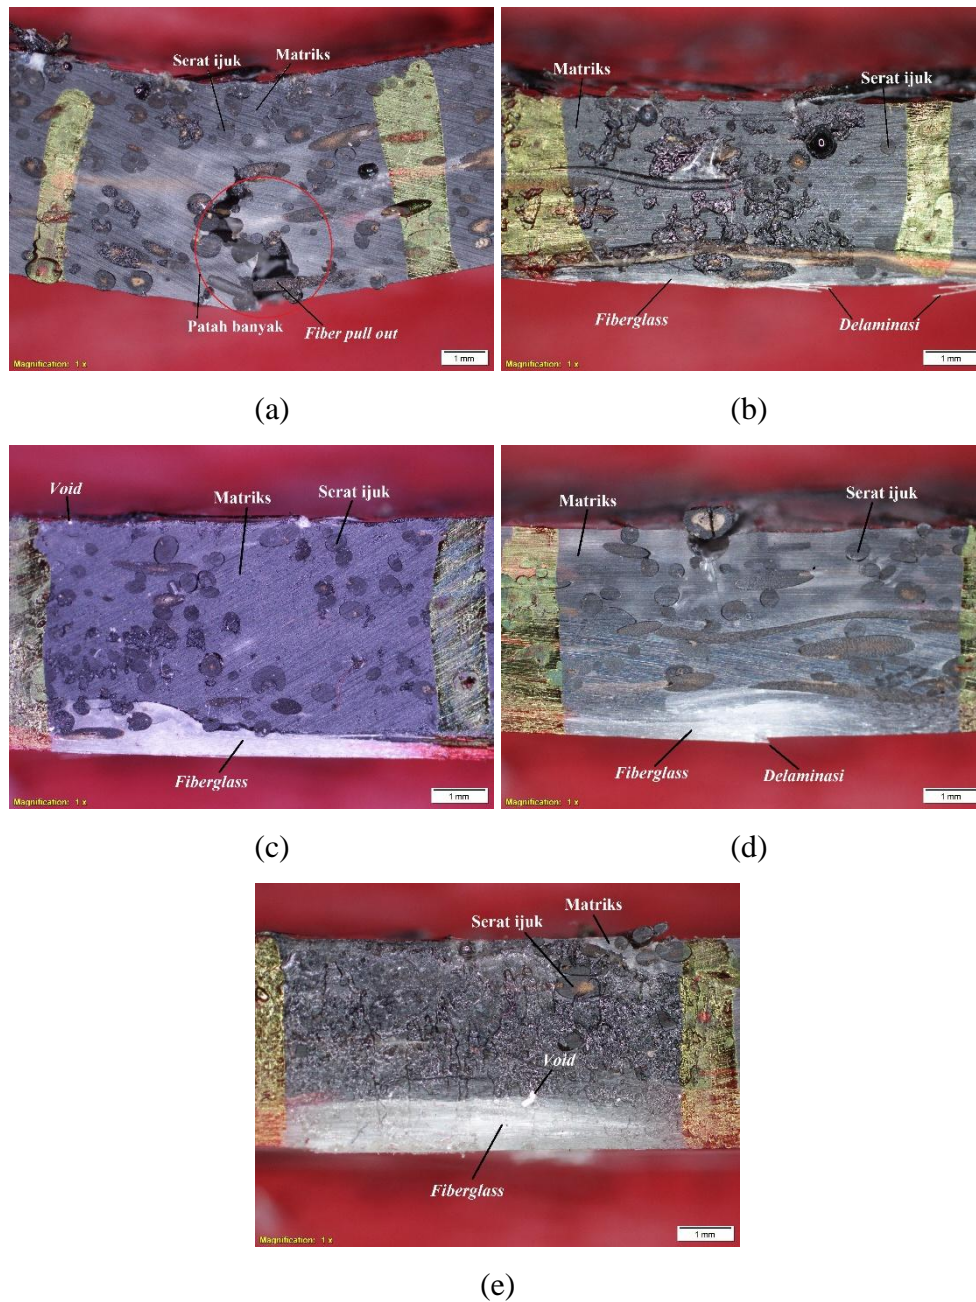 Serat ijuk
Matriks
Patah banyak
Fiber pull out
Magnification: 1 x
1 mm
(a)
Matriks
Serat ijuk
Fiberglass
Delaminasi
Magnification: 1 x
1 mm
(b)
Void
Matriks
Serat ijuk
Fiberglass
Magnification: 1 x
1 mm
(c)
Matriks
Serat ijuk
Fiberglass
Delaminasi
Magnification: 1 x
1 mm
(d)
Matriks
Serat ijuk
Void
Fiberglass
Magnification: 1 x
1 mm
(e)